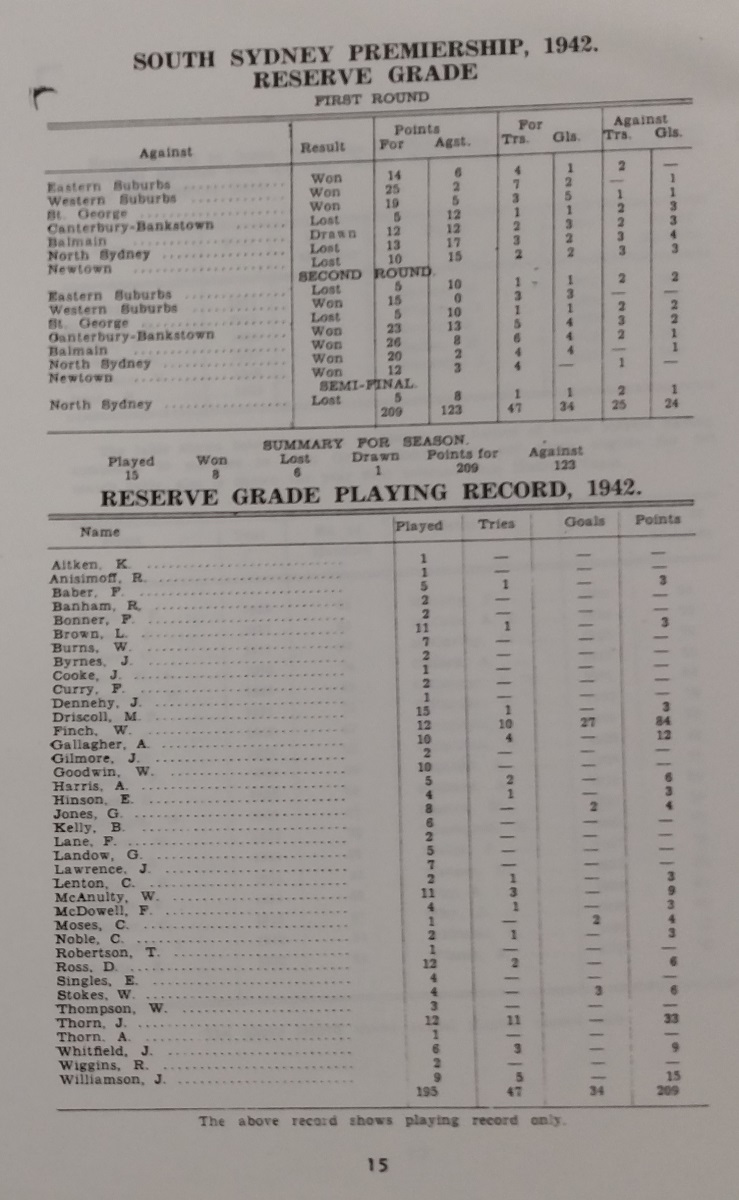 SOUTH SYDNEY PREMIERSHIP, 1942.
RESERVE GRADE
FIRST ROUND
Points For Against
Against Result For Agst. Trs. Gls. Trs. Gls.
Eastern Suburbs .............. Won 14 6 4 1 2 —
Western Suburbs .............. Won 25 2 7 2 — 1
St. George .............. Won 19 5 3 5 1 1
Canterbury-Bankstown .............. Lost 5 12 1 1 2 3
Balmain .............. Drawn 12 12 2 3 2 3
North Sydney .............. Lost 13 17 3 2 3 4
Newtown .............. Lost 10 15 2 2 3 3
SECOND ROUND.
Eastern Suburbs .............. Lost 5 10 1 1 2 2
Western Suburbs .............. Won 15 0 3 3 — —
St. George .............. Lost 5 10 1 1 2 2
Canterbury-Bankstown .............. Won 23 13 5 4 3 2
Balmain .............. Won 26 8 6 4 2 1
North Sydney .............. Won 20 2 4 4 — 1
Newtown .............. Won 12 3 4 — 1 —
SEMI-FINAL.
North Sydney .............. Lost 5 8 1 1 2 1
209 123 47 34 25 24
SUMMARY FOR SEASON.
Played Won Lost Drawn Points for Against
15 8 6 1 209 123
RESERVE GRADE PLAYING RECORD, 1942.
Name Played Tries Goals Points
Aitken, K. .............. 1 — — —
Anisimoff, R. .............. 1 — — —
Baber, F. .............. 5 1 — 3
Banham, R. .............. 2 — — —
Bonner, F. .............. 2 — — —
Brown, L. .............. 11 1 — 3
Burns, W. .............. 7 — — —
Byrnes, J. .............. 2 — — —
Cooke, J. .............. 1 — — —
Curry, F. .............. 2 — — —
Dennehy, J. .............. 1 — — —
Driscoll, M. .............. 15 1 — 3
Finch, W. .............. 12 10 27 84
Gallagher, A. .............. 10 4 — 12
Gilmore, J. .............. 2 — — —
Goodwin, W. .............. 10 — — —
Harris, A. .............. 5 2 — 6
Hinson, E. .............. 4 1 — 3
Jones, G. .............. 8 — 2 4
Kelly, B. .............. 6 — — —
Lane, F. .............. 2 — — —
Landow, G. .............. 5 — — —
Lawrence, J. .............. 7 — — —
Lenton, C. .............. 2 1 — 3
McAnulty, W. .............. 11 3 — 9
McDowell, F. .............. 4 1 — 3
Moses, C. .............. 1 — 2 4
Noble, C. .............. 2 1 — 3
Robertson, T. .............. 1 — — —
Ross, D. .............. 12 2 — 6
Singles, E. .............. 4 — — —
Stokes, W. .............. 4 — 3 6
Thompson, W. .............. 3 — — —
Thorn, J. .............. 12 11 — 33
Thorn, A. .............. 1 — — —
Whitfield, J. .............. 6 3 — 9
Wiggins, R. .............. 2 — — —
Williamson, J. .............. 9 5 — 15
195 47 34 209
The above record shows playing record only.
15